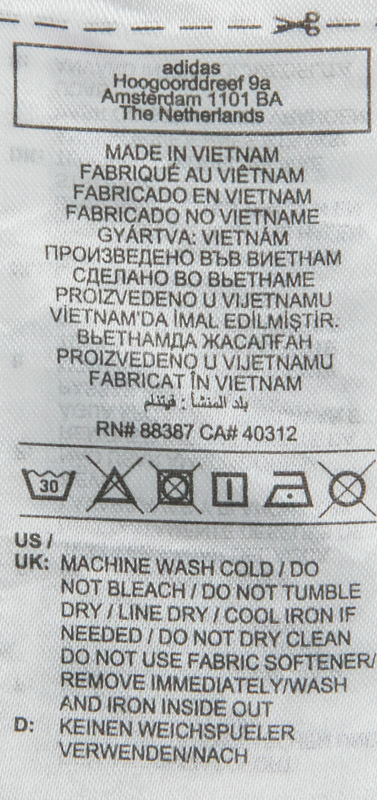 adidas
Hoogoorddreef 9a
Amsterdam 1101 BA
The Netherlands
MADE IN VIETNAM
FABRIQUÉ AU VIÊTNAM
FABRICADO EN VIETNAM
FABRICADO NO VIETNAME
GYÁRTVA: VIETNÁM
ПРОИЗВЕДЕНО ВЪВ ВИЕТНАМ
СДЕЛАНО ВО ВЬЕТНАМЕ
PROIZVEDENO U VIJETNAMU
VİETNAM'DA İMAL EDİLMİŞTİR.
ВЬЕТНАМДА ЖАСАЛҒАН
PROIZVEDENO U VIJETNAMU
FABRICAT ÎN VIETNAM
بلد المنشأ : فيتنام
RN# 88387 CA# 40312
30
US /
UK: MACHINE WASH COLD / DO
NOT BLEACH / DO NOT TUMBLE
DRY / LINE DRY / COOL IRON IF
NEEDED / DO NOT DRY CLEAN
DO NOT USE FABRIC SOFTENER/
REMOVE IMMEDIATELY/WASH
AND IRON INSIDE OUT
D: KEINEN WEICHSPUELER
VERWENDEN/NACH